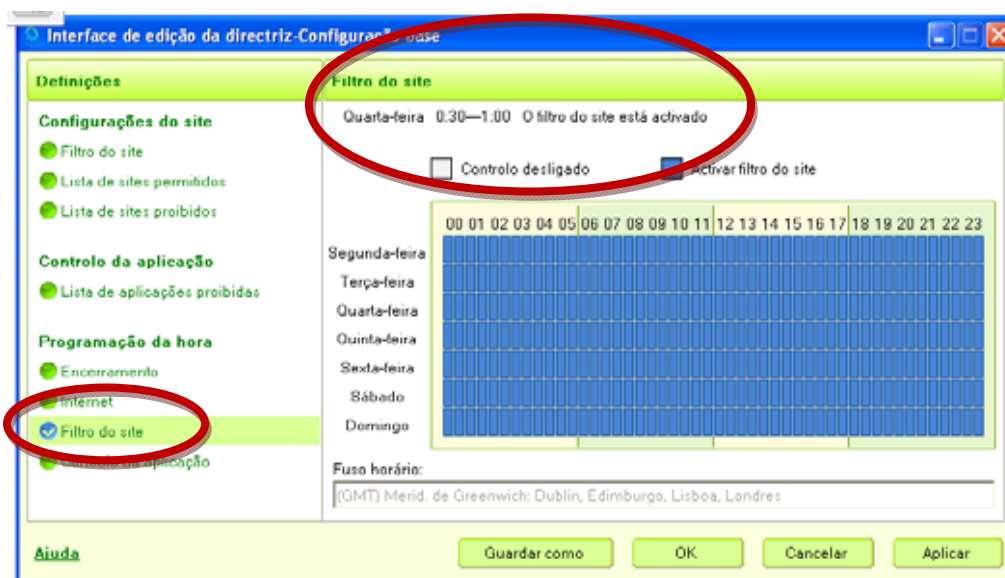 Interface de edição da directriz-Configuração base
Definições
Configurações do site
Filtro do site
Lista de sites permitidos
Lista de sites proibidos
Controlo da aplicação
Lista de aplicações proibidas
Programação da hora
Encerramento
Internet
Filtro do site
Controlo da aplicação
Filtro do site
Quarta-feira 0:30—1:00 O filtro do site está activado
Controlo desligado
Activar filtro do site
00 01 02 03 04 05 06 07 08 09 10 11 12 13 14 15 16 17 18 19 20 21 22 23
Segunda-feira
Terça-feira
Quarta-feira
Quinta-feira
Sexta-feira
Sábado
Domingo
Fuso horário:
(GMT) Merid. de Greenwich: Dublin, Edimburgo, Lisboa, Londres
Ajuda
Guardar como
OK
Cancelar
Aplicar